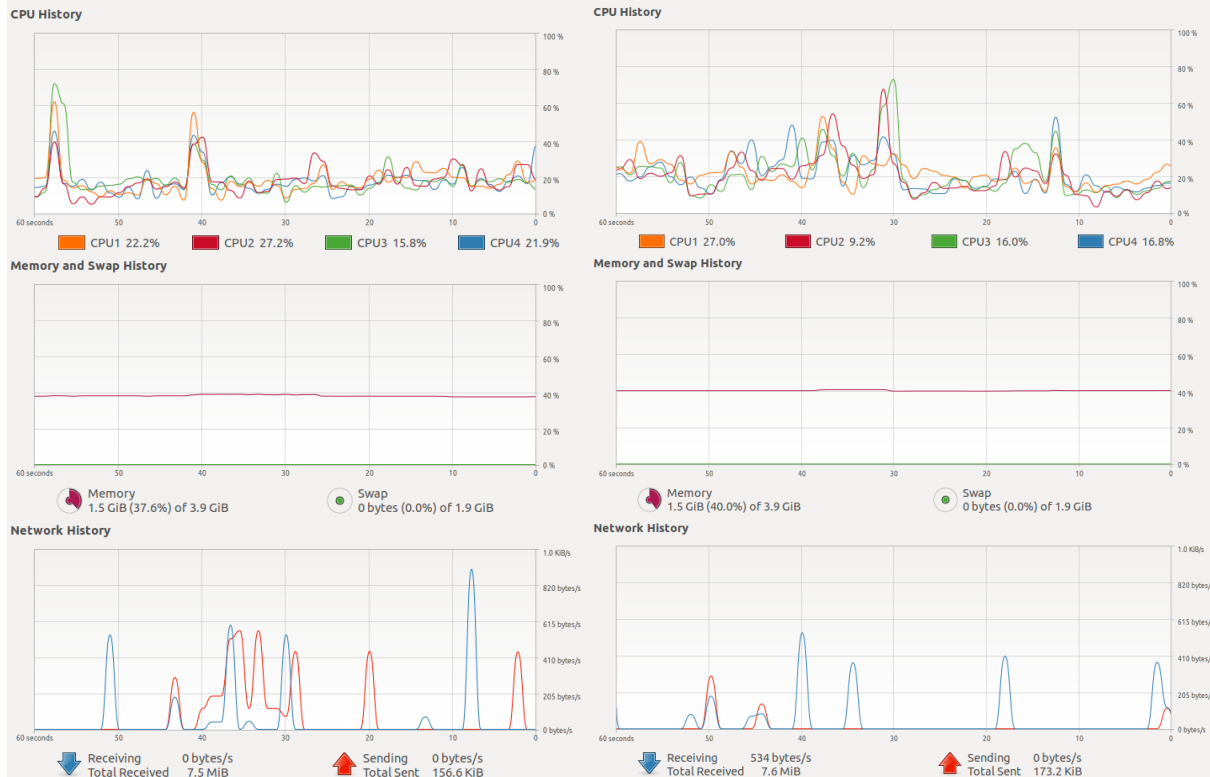 CPU History
100 %
80 %
60 %
40 %
20 %
0 %
60 seconds 50 40 30 20 10 0
CPU1 22.2% CPU2 27.2% CPU3 15.8% CPU4 21.9%
Memory and Swap History
100 %
80 %
60 %
40 %
20 %
0 %
60 seconds 50 40 30 20 10 0
Memory
1.5 GiB (37.6%) of 3.9 GiB
Swap
0 bytes (0.0%) of 1.9 GiB
Network History
1.0 KiB/s
820 bytes/s
615 bytes/s
410 bytes/s
205 bytes/s
0 bytes/s
60 seconds 50 40 30 20 10 0
Receiving 0 bytes/s
Total Received 7.5 MiB
Sending 0 bytes/s
Total Sent 156.6 KiB
CPU History
100 %
80 %
60 %
40 %
20 %
0 %
60 seconds 50 40 30 20 10 0
CPU1 27.0% CPU2 9.2% CPU3 16.0% CPU4 16.8%
Memory and Swap History
100 %
80 %
60 %
40 %
20 %
0 %
60 seconds 50 40 30 20 10 0
Memory
1.5 GiB (40.0%) of 3.9 GiB
Swap
0 bytes (0.0%) of 1.9 GiB
Network History
1.0 KiB/s
820 bytes/s
615 bytes/s
410 bytes/s
205 bytes/s
0 bytes/s
60 seconds 50 40 30 20 10 0
Receiving 534 bytes/s
Total Received 7.6 MiB
Sending 0 bytes/s
Total Sent 173.2 KiB